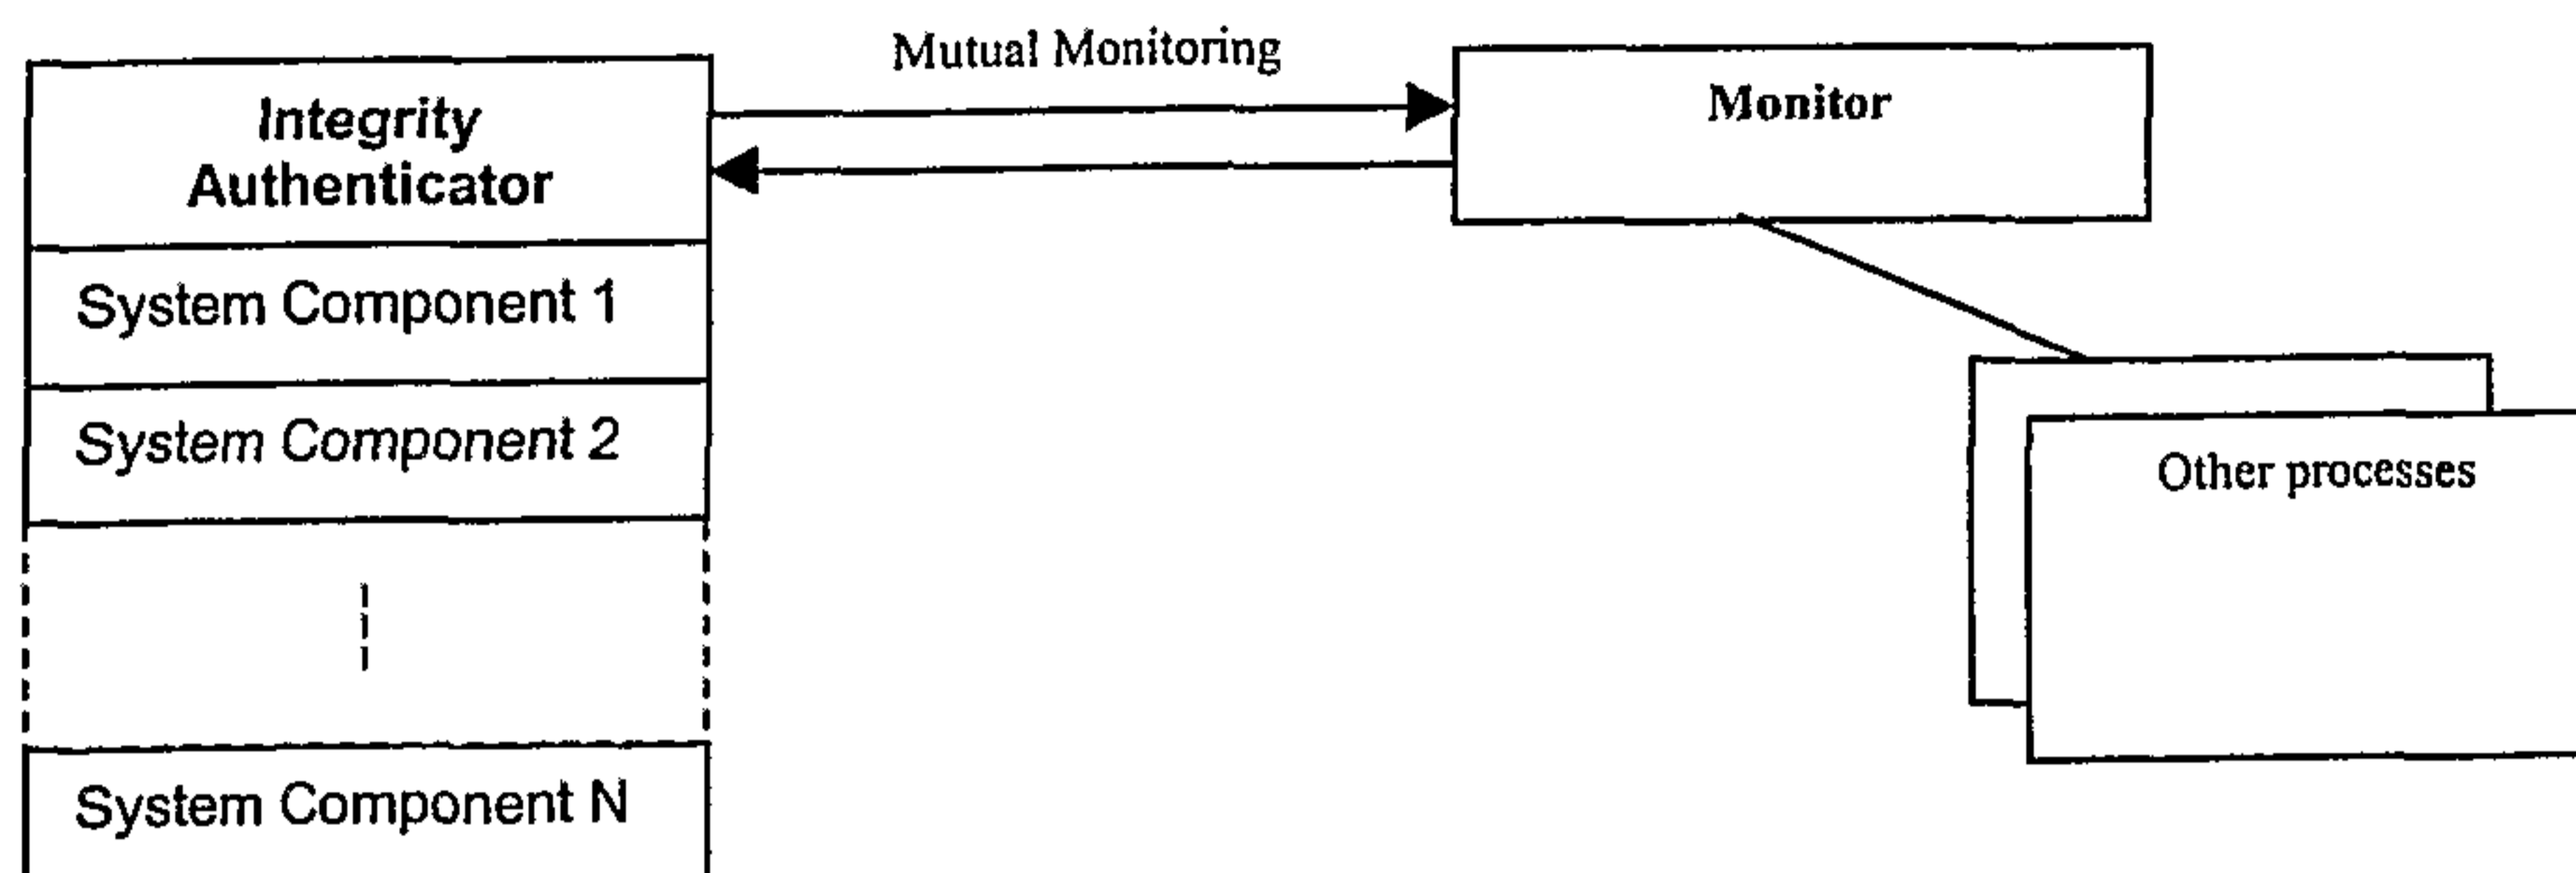 Mutual Monitoring
Integrity
Authenticator
Monitor
System Component 1
System Component 2
Other processes
System Component N